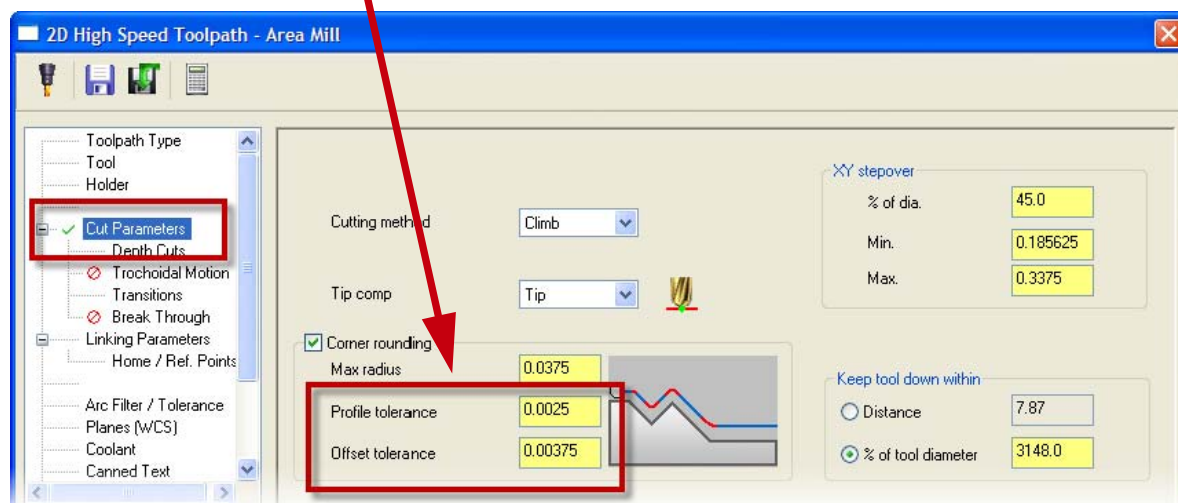 2D High Speed Toolpath - Area Mill
Toolpath Type
Tool
Holder
Cut Parameters
Depth Cuts
Trochoidal Motion
Transitions
Break Through
Linking Parameters
Home / Ref. Points
Arc Filter / Tolerance
Planes (WCS)
Coolant
Canned Text
Cutting method Climb
Tip comp Tip
Corner rounding
Max radius 0.0375
Profile tolerance 0.0025
Offset tolerance 0.00375
XY stepover
% of dia. 45.0
Min. 0.185625
Max. 0.3375
Keep tool down within
Distance 7.87
% of tool diameter 3148.0